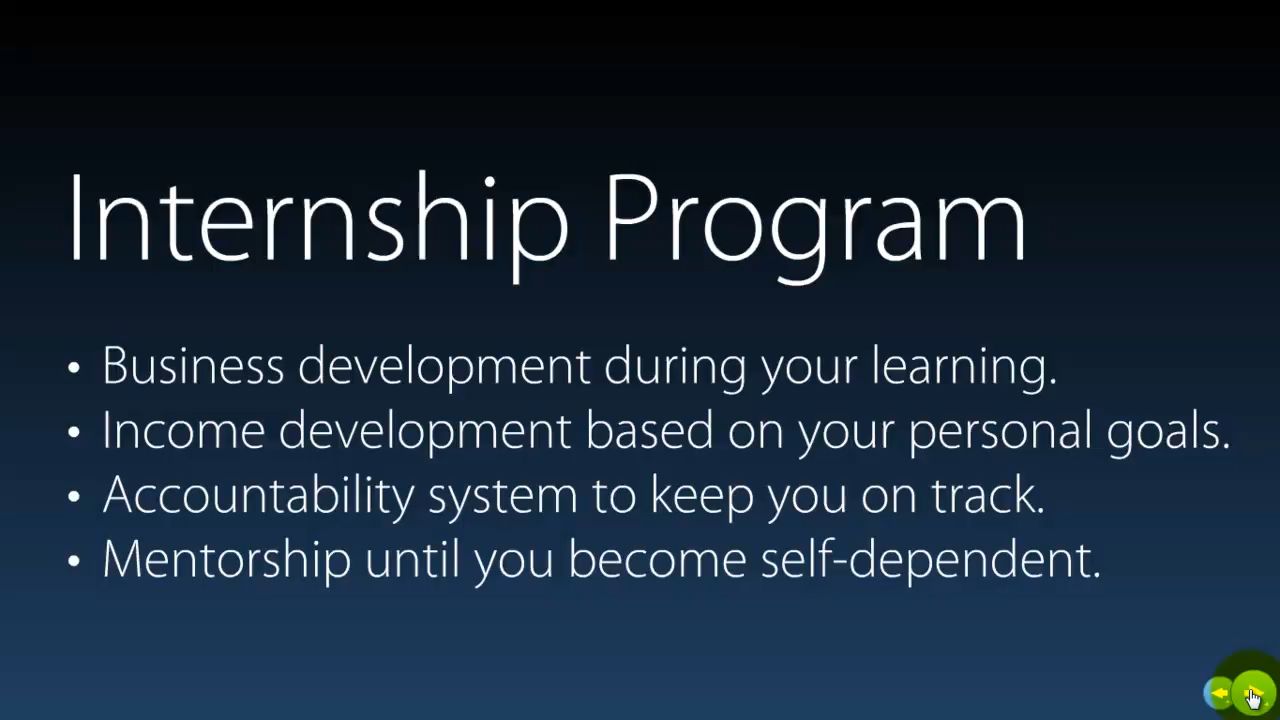 Internship Program
• Business development during your learning.
• Income development based on your personal goals.
• Accountability system to keep you on track.
• Mentorship until you become self-dependent.